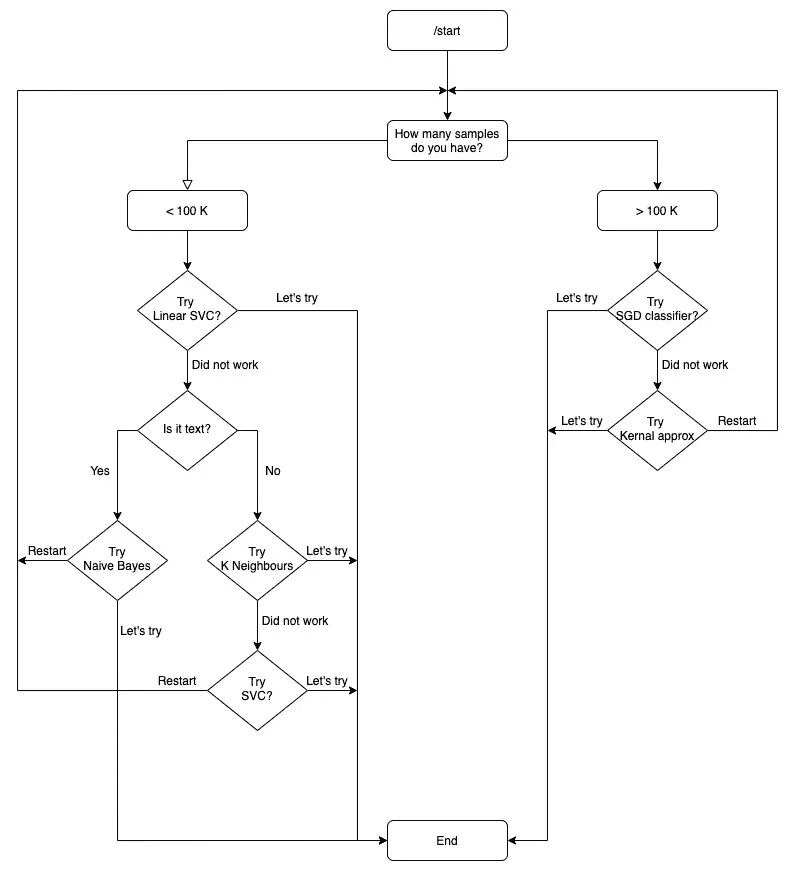 /start
How many samples
do you have?
< 100 K
> 100 K
Try
Linear SVC?
Let's try
Let's try
Try
SGD classifier?
Did not work
Did not work
Is it text?
Let's try
Try
Kernal approx
Restart
Yes
No
Restart
Try
Naive Bayes
Try
K Neighbours
Let's try
Let's try
Did not work
Restart
Try
SVC?
Let's try
End